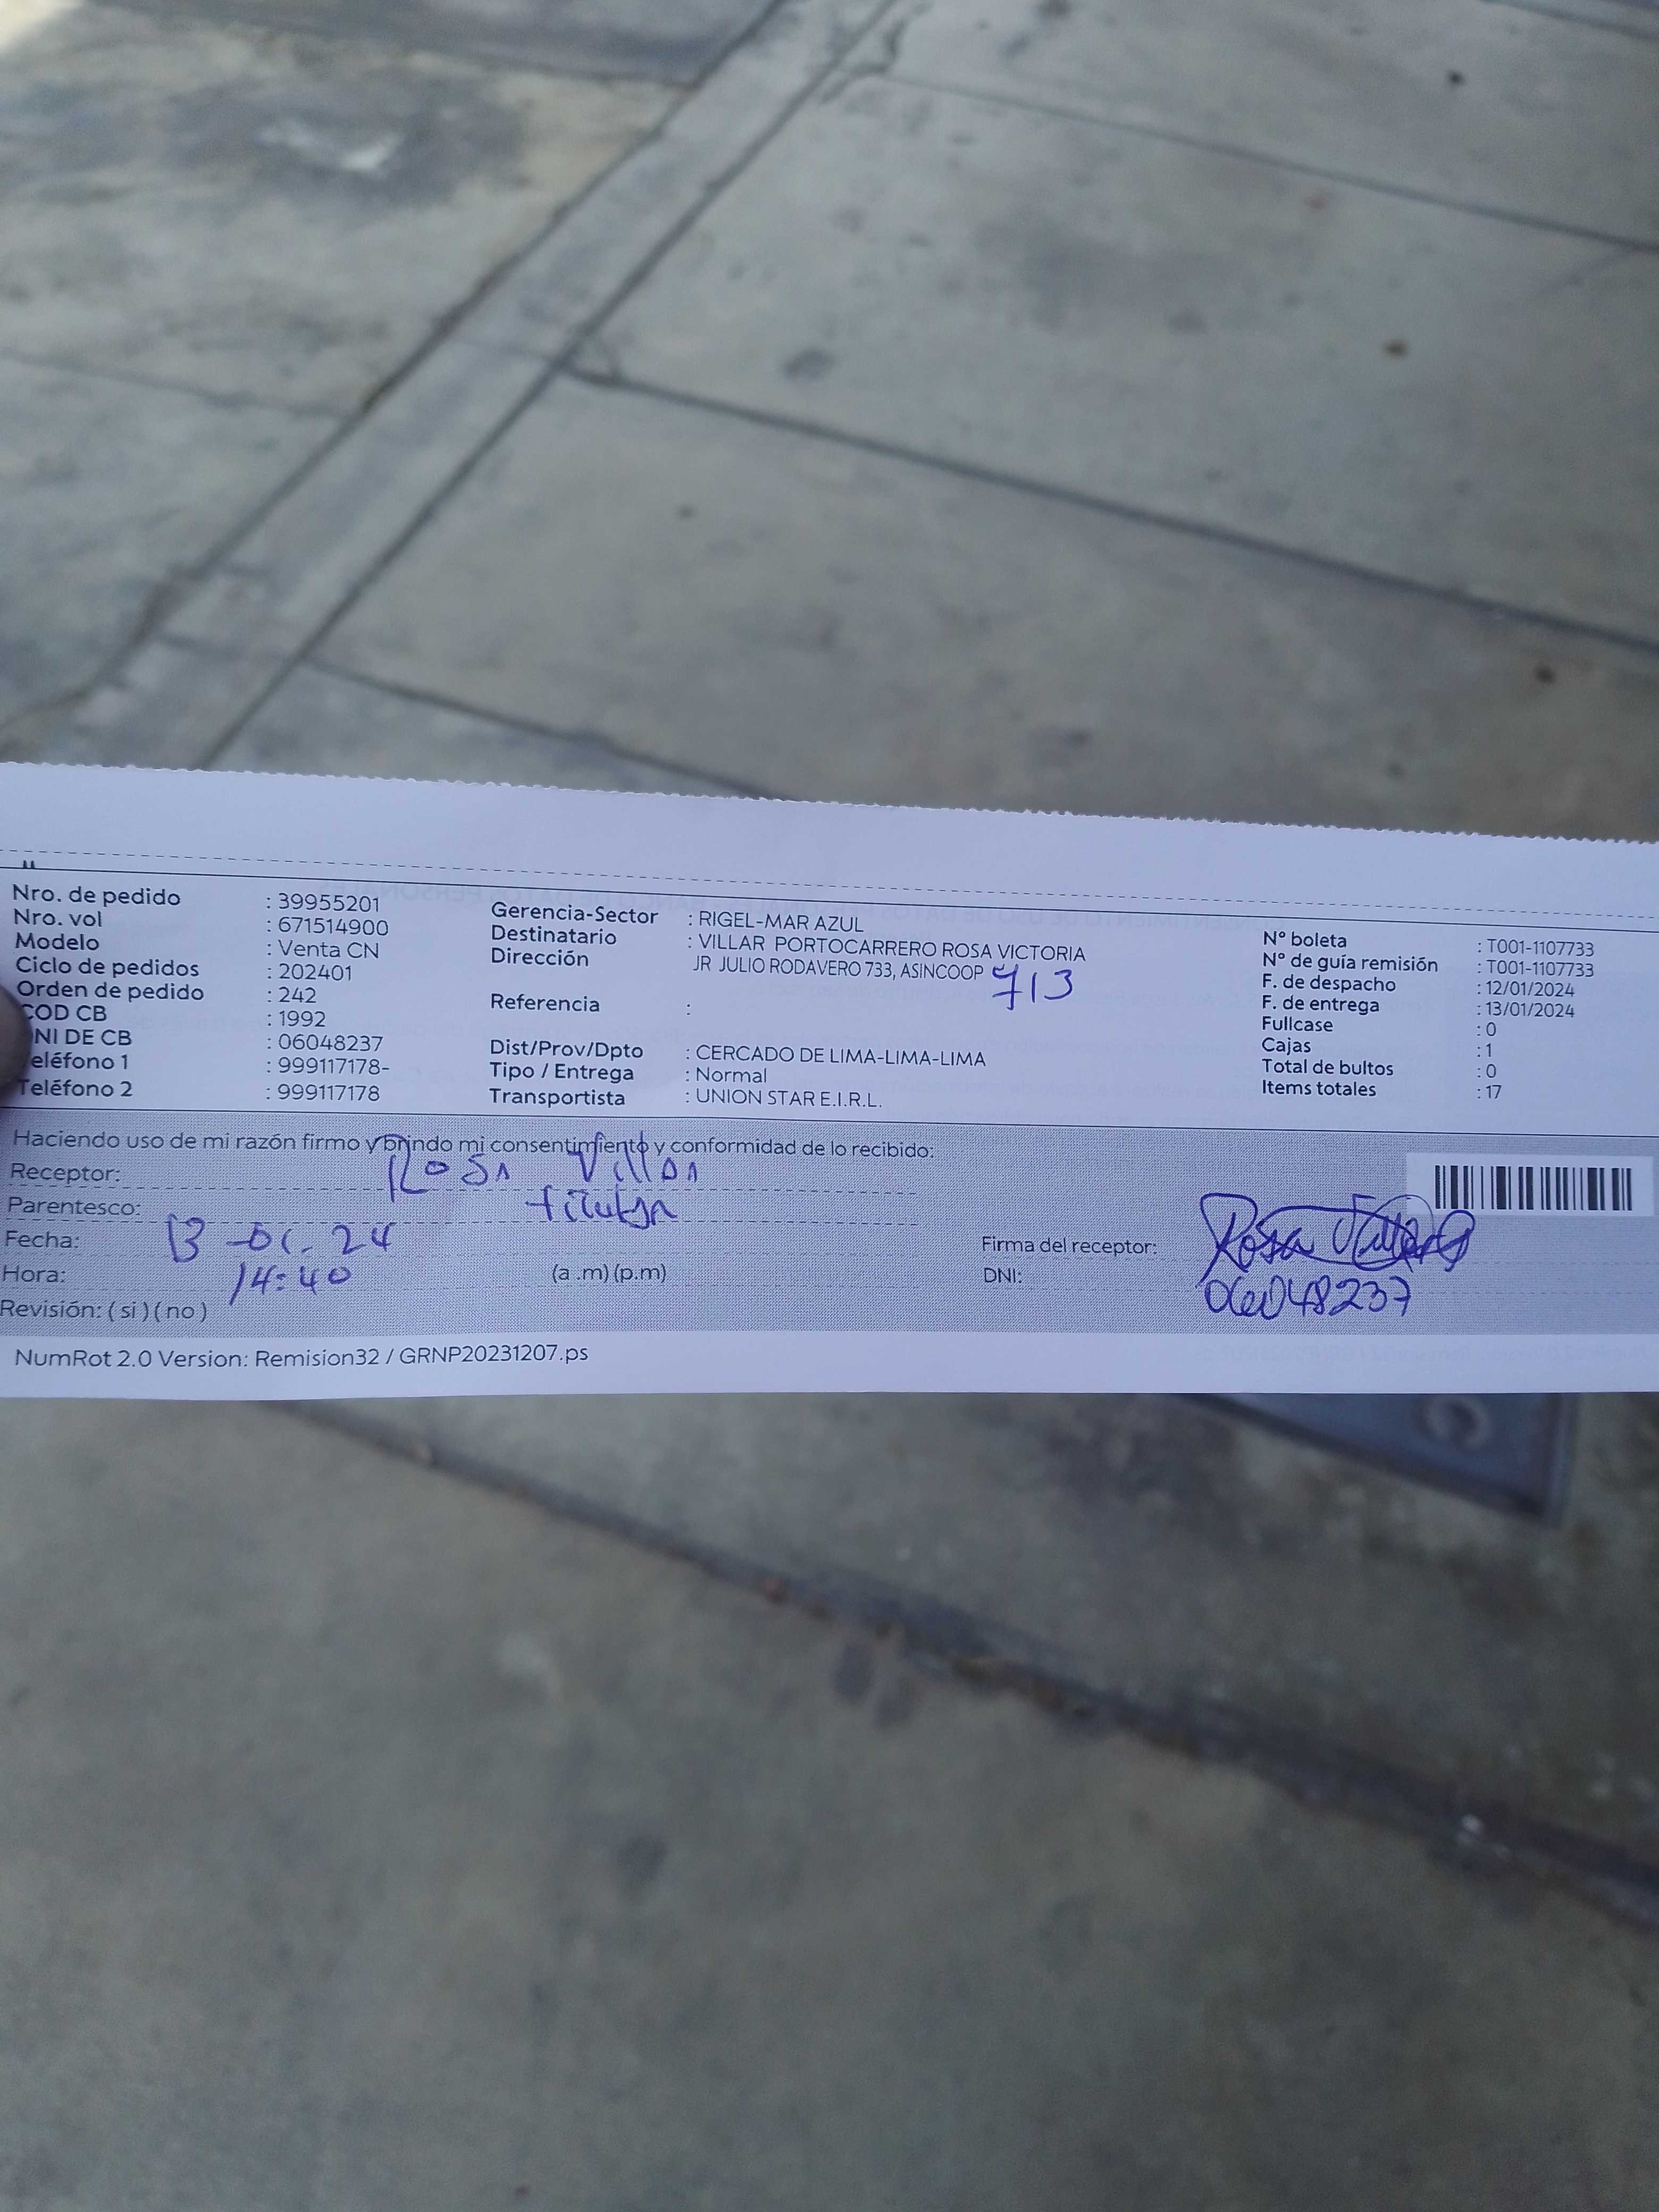 Nro. de pedido : 39955201
Nro. vol : 671514900
Modelo : Venta CN
Ciclo de pedidos : 202401
Orden de pedido : 242
COD CB : 1992
NI DE CB : 06048237
eléfono 1 : 999117178-
Teléfono 2 : 999117178
Gerencia-Sector : RIGEL-MAR AZUL
Destinatario : VILLAR PORTOCARRERO ROSA VICTORIA
Dirección JR JULIO RODAVERO 733, ASINCOOP 713
Referencia :
Dist/Prov/Dpto : CERCADO DE LIMA-LIMA-LIMA
Tipo / Entrega : Normal
Transportista : UNION STAR E.I.R.L.
N° boleta : T001-1107733
N° de guía remisión : T001-1107733
F. de despacho : 12/01/2024
F. de entrega : 13/01/2024
Fullcase : 0
Cajas : 1
Total de bultos : 0
Items totales : 17
Haciendo uso de mi razón firmo y brindo mi consentimiento y conformidad de lo recibido:
Receptor: Rosa Villar
Parentesco: titular
Fecha: 13-01-24
Hora: 14:40 (a .m) (p.m)
Revisión: ( si ) ( no )
Firma del receptor: Rosa Villar
DNI: 06048237
NumRot 2.0 Version: Remision32 / GRNP20231207.ps